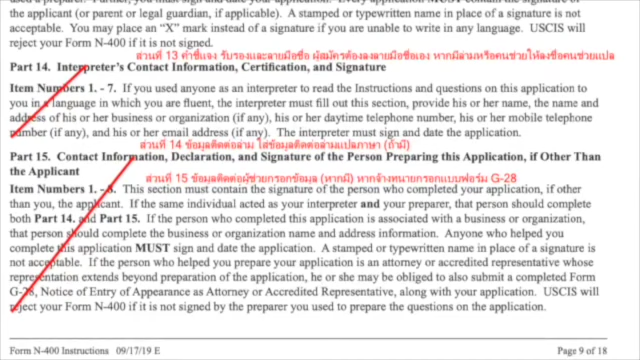 used a preparer. Further, you must sign and date your application. Every application MUST contain the signature of
the applicant (or parent or legal guardian, if applicable). A stamped or typewritten name in place of a signature is not
acceptable. You may place an “X” mark instead of a signature if you are unable to write in any language. USCIS will
reject your Form N-400 if it is not signed.
ส่วนที่ 13 คำชี้แจง รับรองและลายมือชื่อ ผู้สมัครต้องลงลายมือชื่อเอง หากมีล่ามหรือคนช่วยให้ลงชื่อคนช่วยแปล
Part 14. Interpreter’s Contact Information, Certification, and Signature
Item Numbers 1. - 7. If you used anyone as an interpreter to read the Instructions and questions on this application to
you in a language in which you are fluent, the interpreter must fill out this section, provide his or her name, the name and
address of his or her business or organization (if any), his or her daytime telephone number, his or her mobile telephone
number (if any), and his or her email address (if any). The interpreter must sign and date the application.
ส่วนที่ 14 ข้อมูลติดต่อล่าม ใส่ข้อมูลติดต่อล่ามแปลภาษา (ถ้ามี)
Part 15. Contact Information, Declaration, and Signature of the Person Preparing this Application, if Other Than
the Applicant
ส่วนที่ 15 ข้อมูลติดต่อผู้ช่วยกรอกข้อมูล (หากมี) หากจ้างทนายกรอกแบบฟอร์ม G-28
Item Numbers 1. - 8. This section must contain the signature of the person who completed your application, if other
than you, the applicant. If the same individual acted as your interpreter and your preparer, that person should complete
both Part 14. and Part 15. If the person who completed this application is associated with a business or organization,
that person should complete the business or organization name and address information. Anyone who helped you
complete this application MUST sign and date the application. A stamped or typewritten name in place of a signature is
not acceptable. If the person who helped you prepare your application is an attorney or accredited representative whose
representation extends beyond preparation of the application, he or she may be obliged to also submit a completed Form
G-28, Notice of Entry of Appearance as Attorney or Accredited Representative, along with your application. USCIS will
reject your Form N-400 if it is not signed by the preparer you used to prepare the questions on the application.
Form N-400 Instructions 09/17/19 E
Page 9 of 18